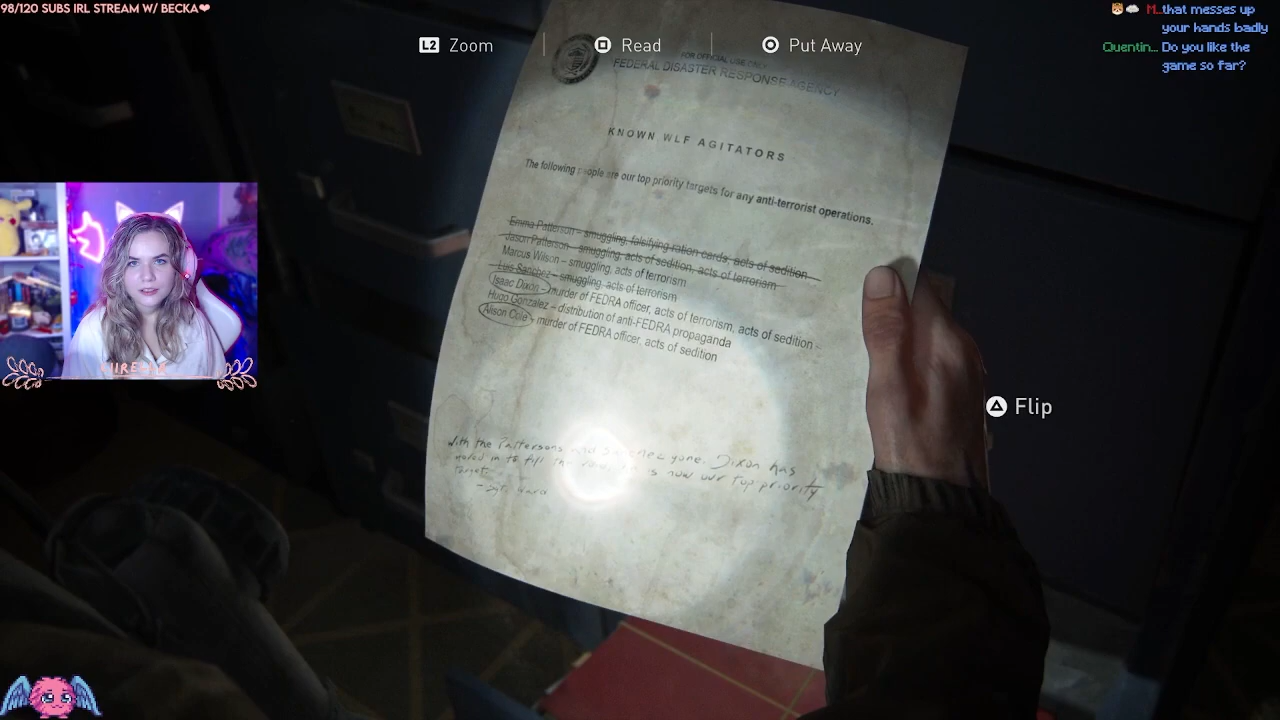 98/120 SUBS IRL STREAM W/ BECKA❤
L2 Zoom
Read
Put Away
M... that messes up
your hands badly
Quentin... Do you like the
game so far?
FOR OFFICIAL USE ONLY
FEDERAL DISASTER RESPONSE AGENCY
KNOWN WLF AGITATORS
The following people are our top priority targets for any anti-terrorist operations.
Emma Patterson – smuggling, falsifying ration cards, acts of sedition
Jason Patterson – smuggling, acts of sedition, acts of terrorism
Marcus Wilson – smuggling, acts of terrorism
Luis Sanchez – smuggling, acts of terrorism
Isaac Dixon – murder of FEDRA officer, acts of terrorism, acts of sedition
Hugo Gonzalez – distribution of anti-FEDRA propaganda
Alison Cole – murder of FEDRA officer, acts of sedition
With the Pattersons and Sanchez gone, Dixon has
moved in to fill the is now our top priority
target.
Flip